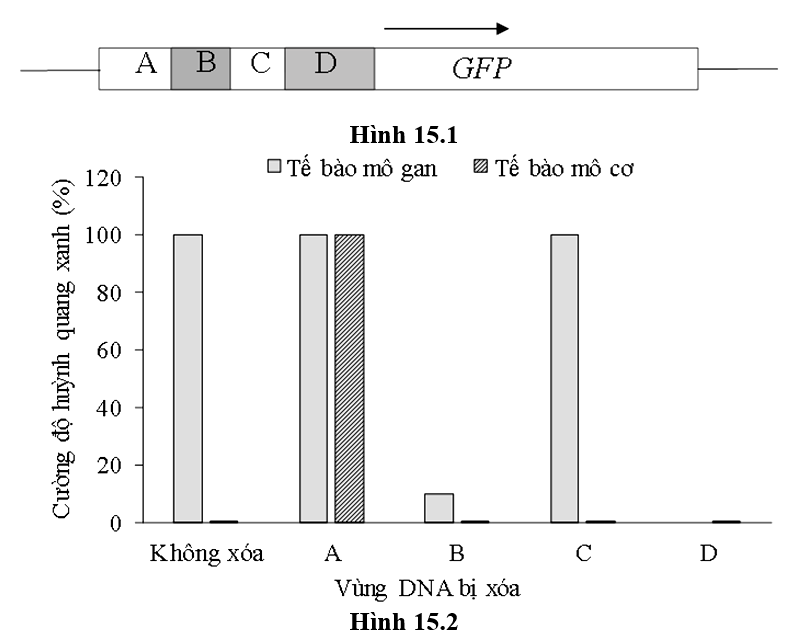 A B C D GFP
Hình 15.1
Tế bào mô gan Tế bào mô cơ
Cường độ huỳnh quang xanh (%)
120
100
80
60
40
20
0
Không xóa A B C D
Vùng DNA bị xóa
Hình 15.2